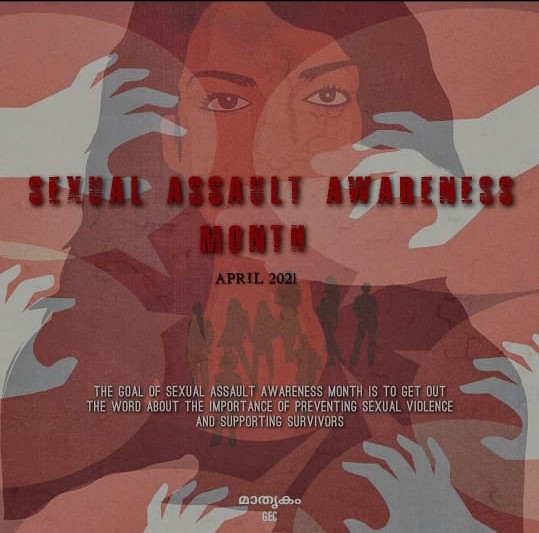 SEXUAL ASSAULT AWARENESS
MONTH
APRIL 2021
THE GOAL OF SEXUAL ASSAULT AWARENESS MONTH IS TO GET OUT
THE WORD ABOUT THE IMPORTANCE OF PREVENTING SEXUAL VIOLENCE
AND SUPPORTING SURVIVORS
മാതൃകം
GEC